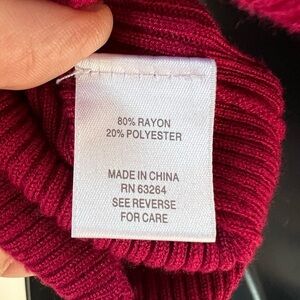 80% RAYON
20% POLYESTER
MADE IN CHINA
RN 63264
SEE REVERSE
FOR CARE